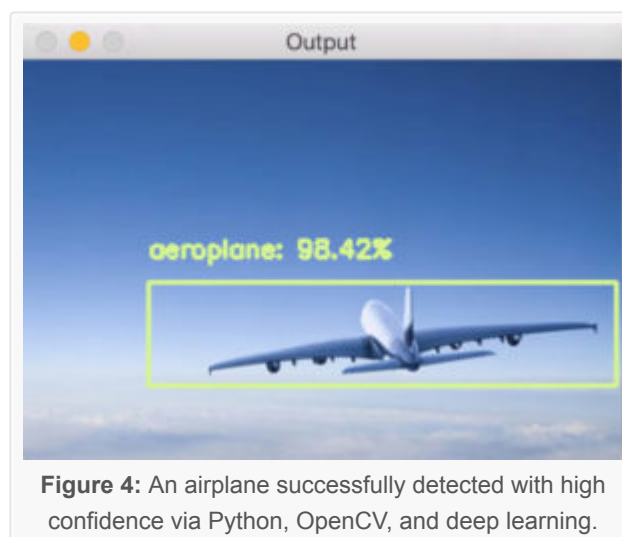 Output
aeroplane: 98.42%
Figure 4: An airplane successfully detected with high
confidence via Python, OpenCV, and deep learning.